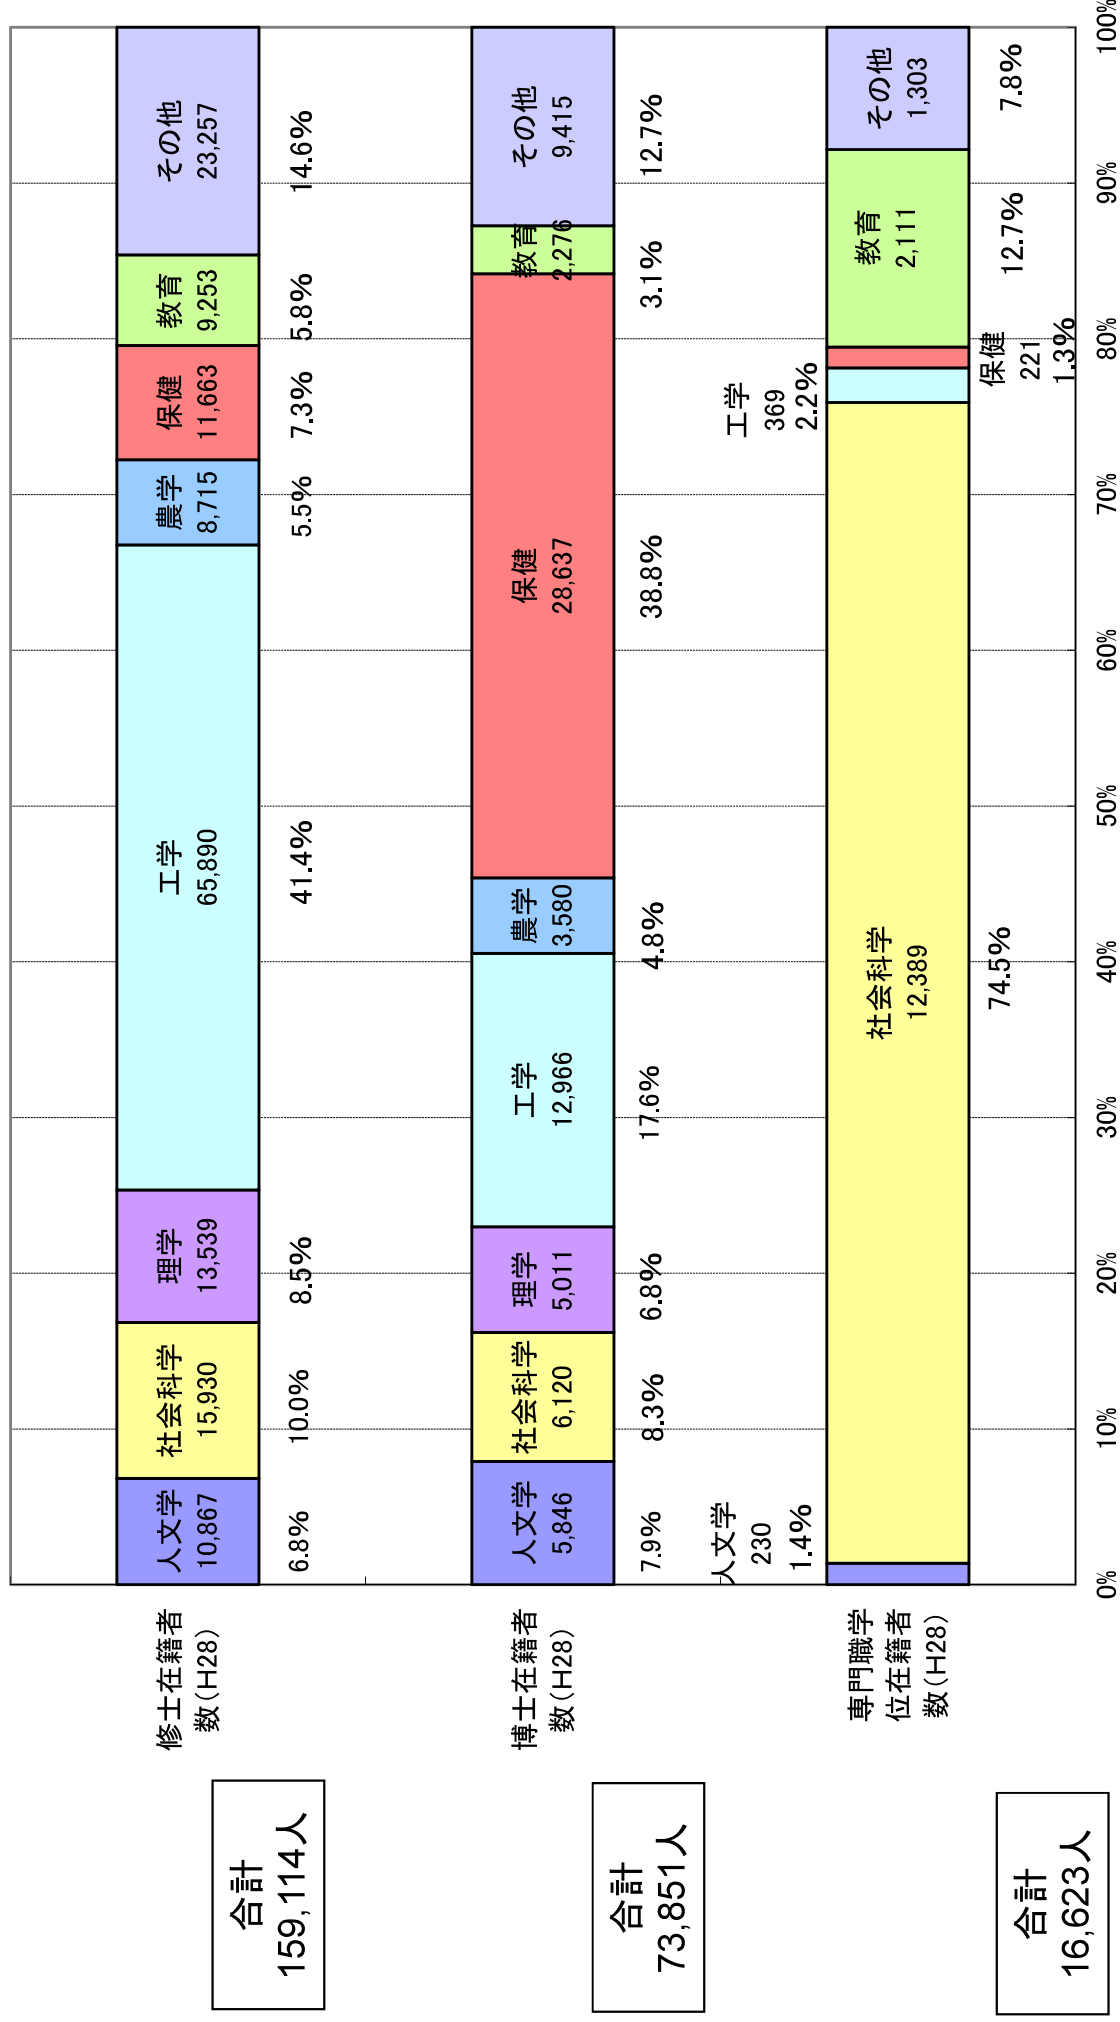 修士在籍者
数(H28)
合計
159,114人
人文学
10,867
6.8%
社会科学
15,930
10.0%
理学
13,539
8.5%
工学
65,890
41.4%
農学
8,715
5.5%
保健
11,663
7.3%
教育
9,253
5.8%
その他
23,257
14.6%
博士在籍者
数(H28)
合計
73,851人
人文学
5,846
7.9%
社会科学
6,120
8.3%
理学
5,011
6.8%
工学
12,966
17.6%
農学
3,580
4.8%
保健
28,637
38.8%
教育
2,276
3.1%
その他
9,415
12.7%
専門職学
位在籍者
数(H28)
合計
16,623人
人文学
230
1.4%
社会科学
12,389
74.5%
工学
369
2.2%
保健
221
1.3%
教育
2,111
12.7%
その他
1,303
7.8%
0%
10%
20%
30%
40%
50%
60%
70%
80%
90%
100%